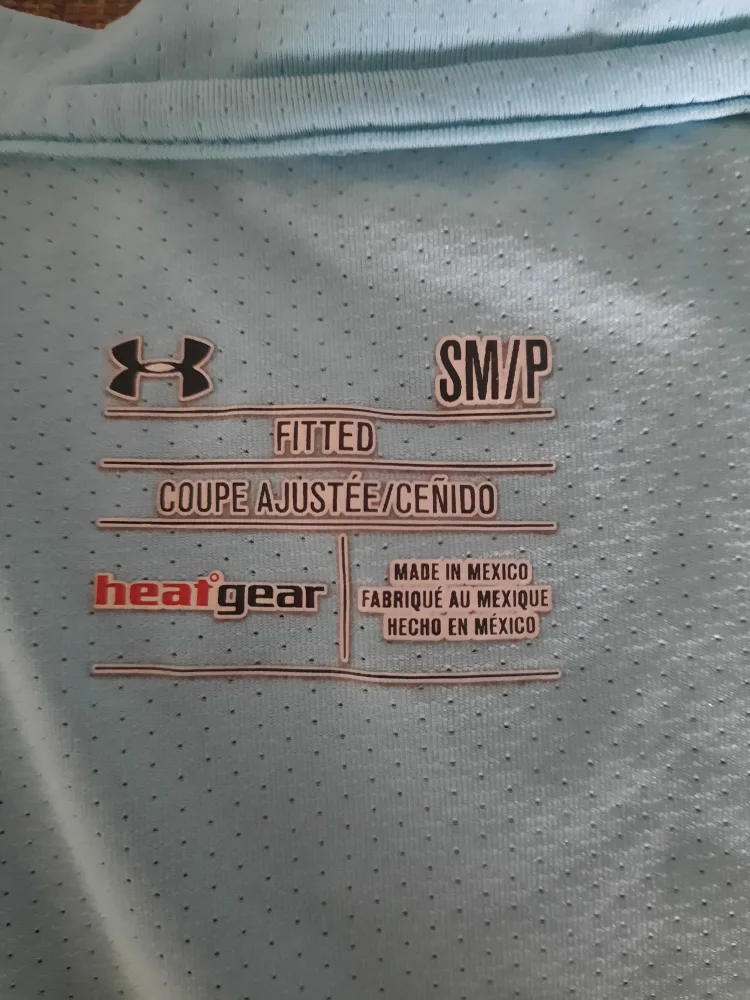 SM/P
FITTED
COUPE AJUSTÉE/CEÑIDO
heatgear
MADE IN MEXICO
FABRIQUÉ AU MEXIQUE
HECHO EN MÉXICO